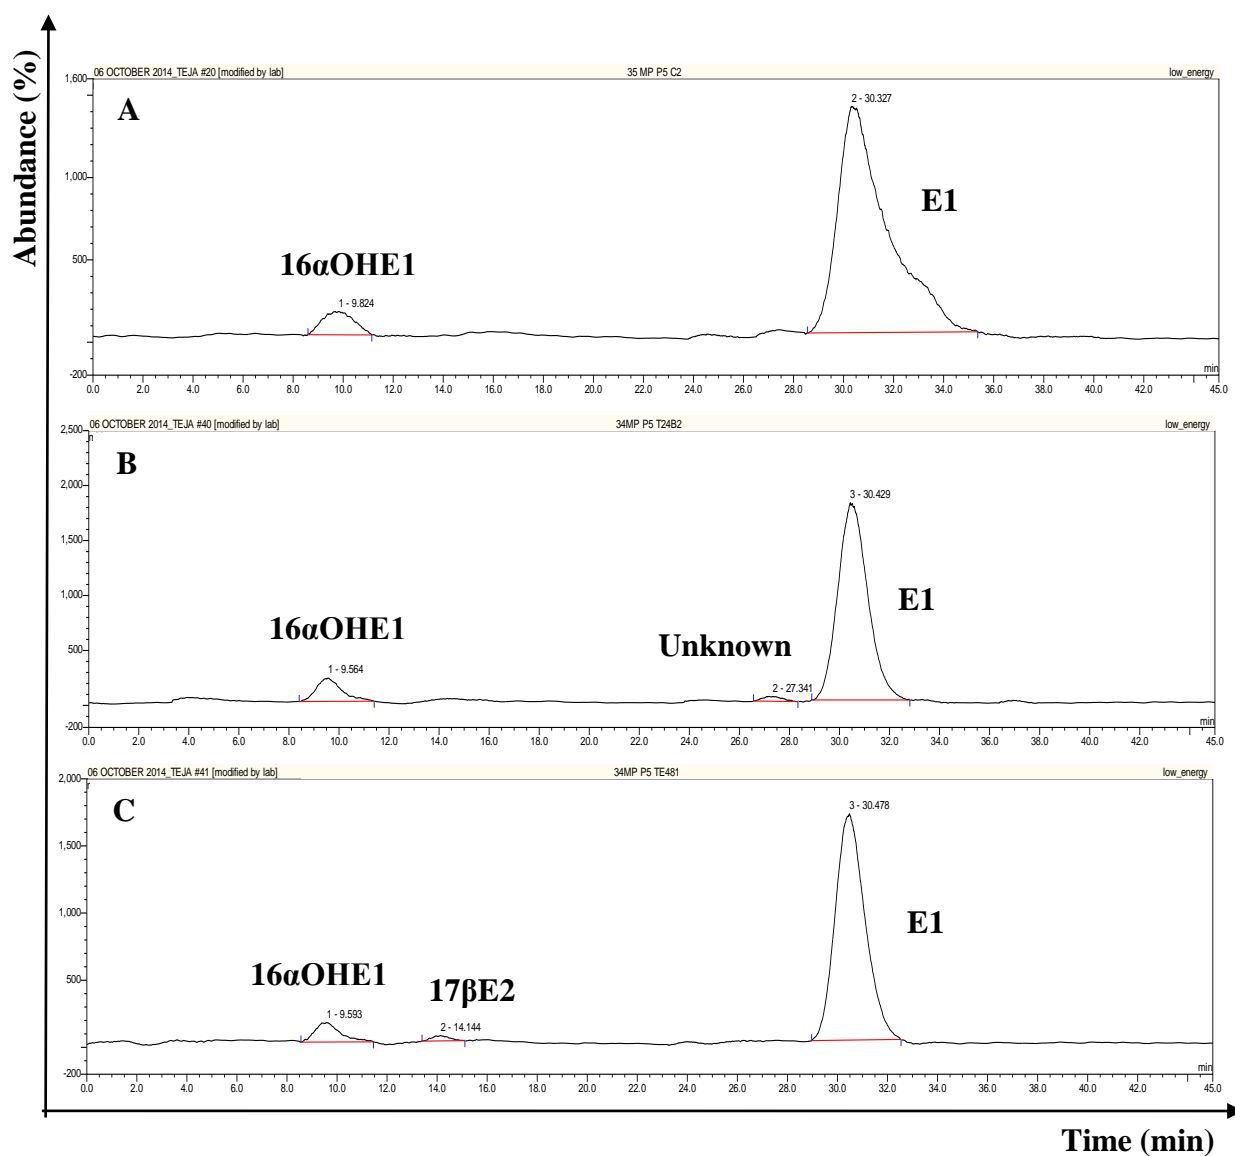 Abundance (%)
06 OCTOBER 2014_TEJA #20 [modified by lab] 35 MP P5 C2 low_energy
1,600
1,000
500
-200
A
16αOHE1
1 - 9.824
2 - 30.327
E1
min
0.0 2.0 4.0 6.0 8.0 10.0 12.0 14.0 16.0 18.0 20.0 22.0 24.0 26.0 28.0 30.0 32.0 34.0 36.0 38.0 40.0 42.0 45.0
06 OCTOBER 2014_TEJA #40 [modified by lab] 34MP P5 T24B2 low_energy
2,500
2,000
1,500
1,000
500
-200
B
16αOHE1
1 - 9.564
Unknown
2 - 27.341
3 - 30.429
E1
min
0.0 2.0 4.0 6.0 8.0 10.0 12.0 14.0 16.0 18.0 20.0 22.0 24.0 26.0 28.0 30.0 32.0 34.0 36.0 38.0 40.0 42.0 45.0
06 OCTOBER 2014_TEJA #41 [modified by lab] 34MP P5 TE481 low_energy
2,000
1,500
1,000
500
-200
C
16αOHE1
1 - 9.593
17βE2
2 - 14.144
3 - 30.478
E1
min
0.0 2.0 4.0 6.0 8.0 10.0 12.0 14.0 16.0 18.0 20.0 22.0 24.0 26.0 28.0 30.0 32.0 34.0 36.0 38.0 40.0 42.0 45.0
Time (min)